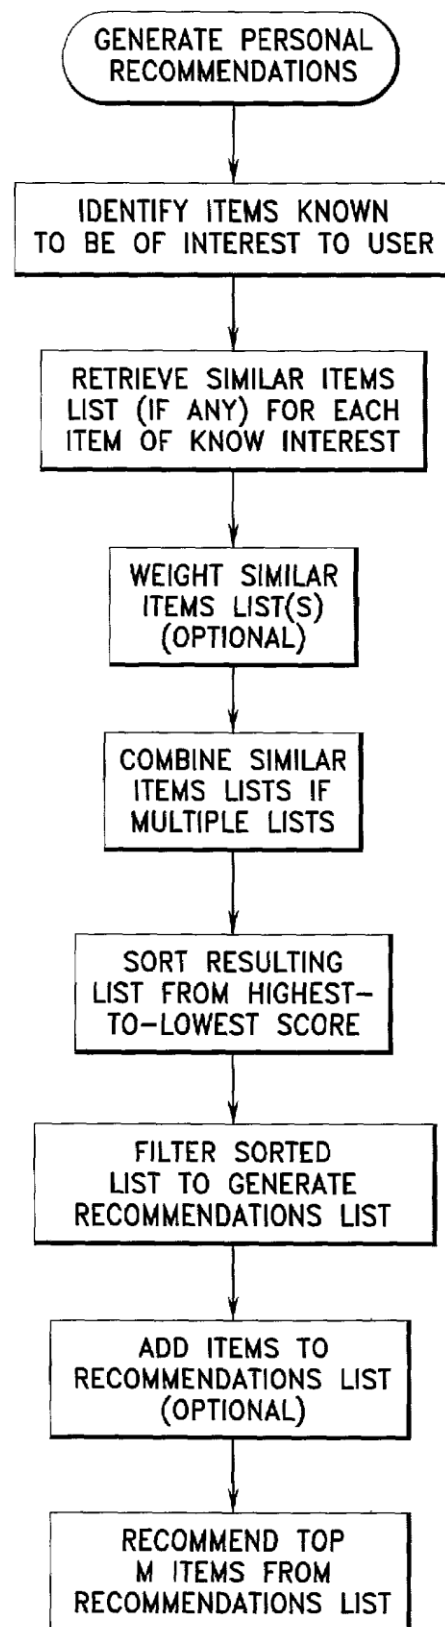 GENERATE PERSONAL
RECOMMENDATIONS
IDENTIFY ITEMS KNOWN
TO BE OF INTEREST TO USER
RETRIEVE SIMILAR ITEMS
LIST (IF ANY) FOR EACH
ITEM OF KNOW INTEREST
WEIGHT SIMILAR
ITEMS LIST(S)
(OPTIONAL)
COMBINE SIMILAR
ITEMS LISTS IF
MULTIPLE LISTS
SORT RESULTING
LIST FROM HIGHEST–
TO–LOWEST SCORE
FILTER SORTED
LIST TO GENERATE
RECOMMENDATIONS LIST
ADD ITEMS TO
RECOMMENDATIONS LIST
(OPTIONAL)
RECOMMEND TOP
M ITEMS FROM
RECOMMENDATIONS LIST